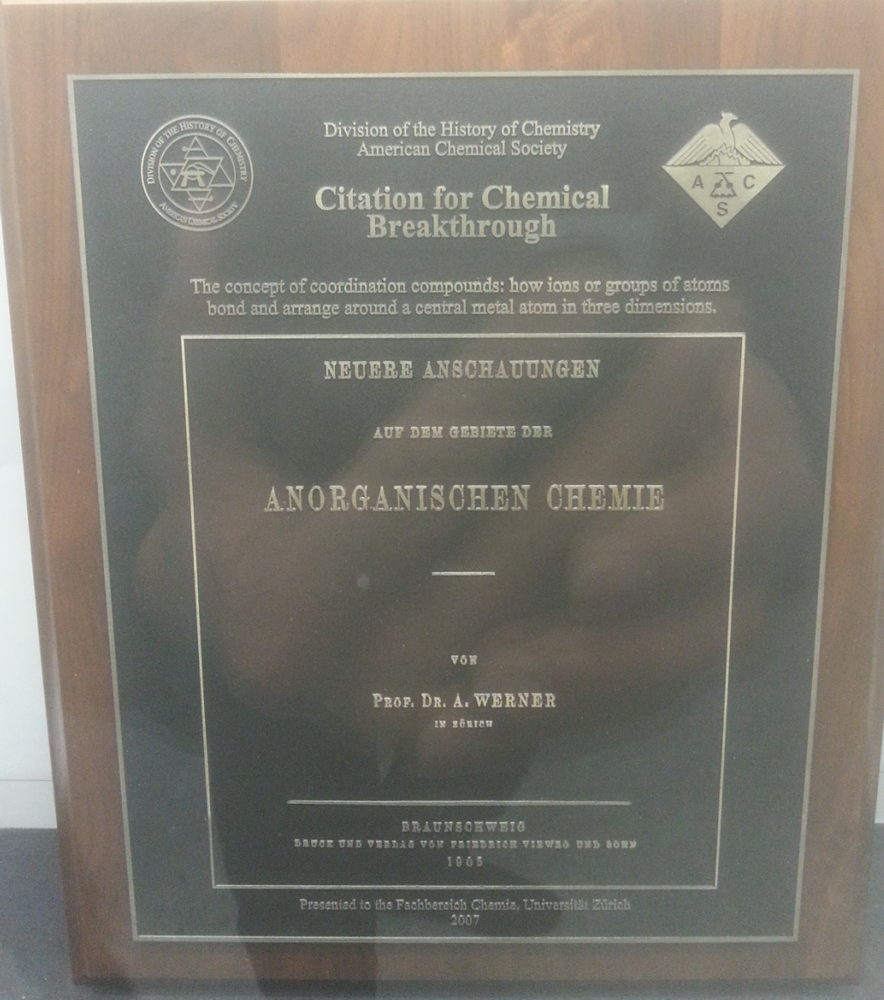 DIVISION OF THE HISTORY OF CHEMISTRY
AMERICAN CHEMICAL SOCIETY
Division of the History of Chemistry
American Chemical Society
A C
S
Citation for Chemical
Breakthrough
The concept of coordination compounds: how ions or groups of atoms
bond and arrange around a central metal atom in three dimensions.
NEUERE ANSCHAUUNGEN
AUF DEM GEBIETE DER
ANORGANISCHEN CHEMIE
VON
PROF. DR. A. WERNER
IN ZÜRICH
BRAUNSCHWEIG
DRUCK UND VERLAG VON FRIEDRICH VIEWEG UND SOHN
1905
Presented to the Fachbereich Chemie, Universität Zürich
2007